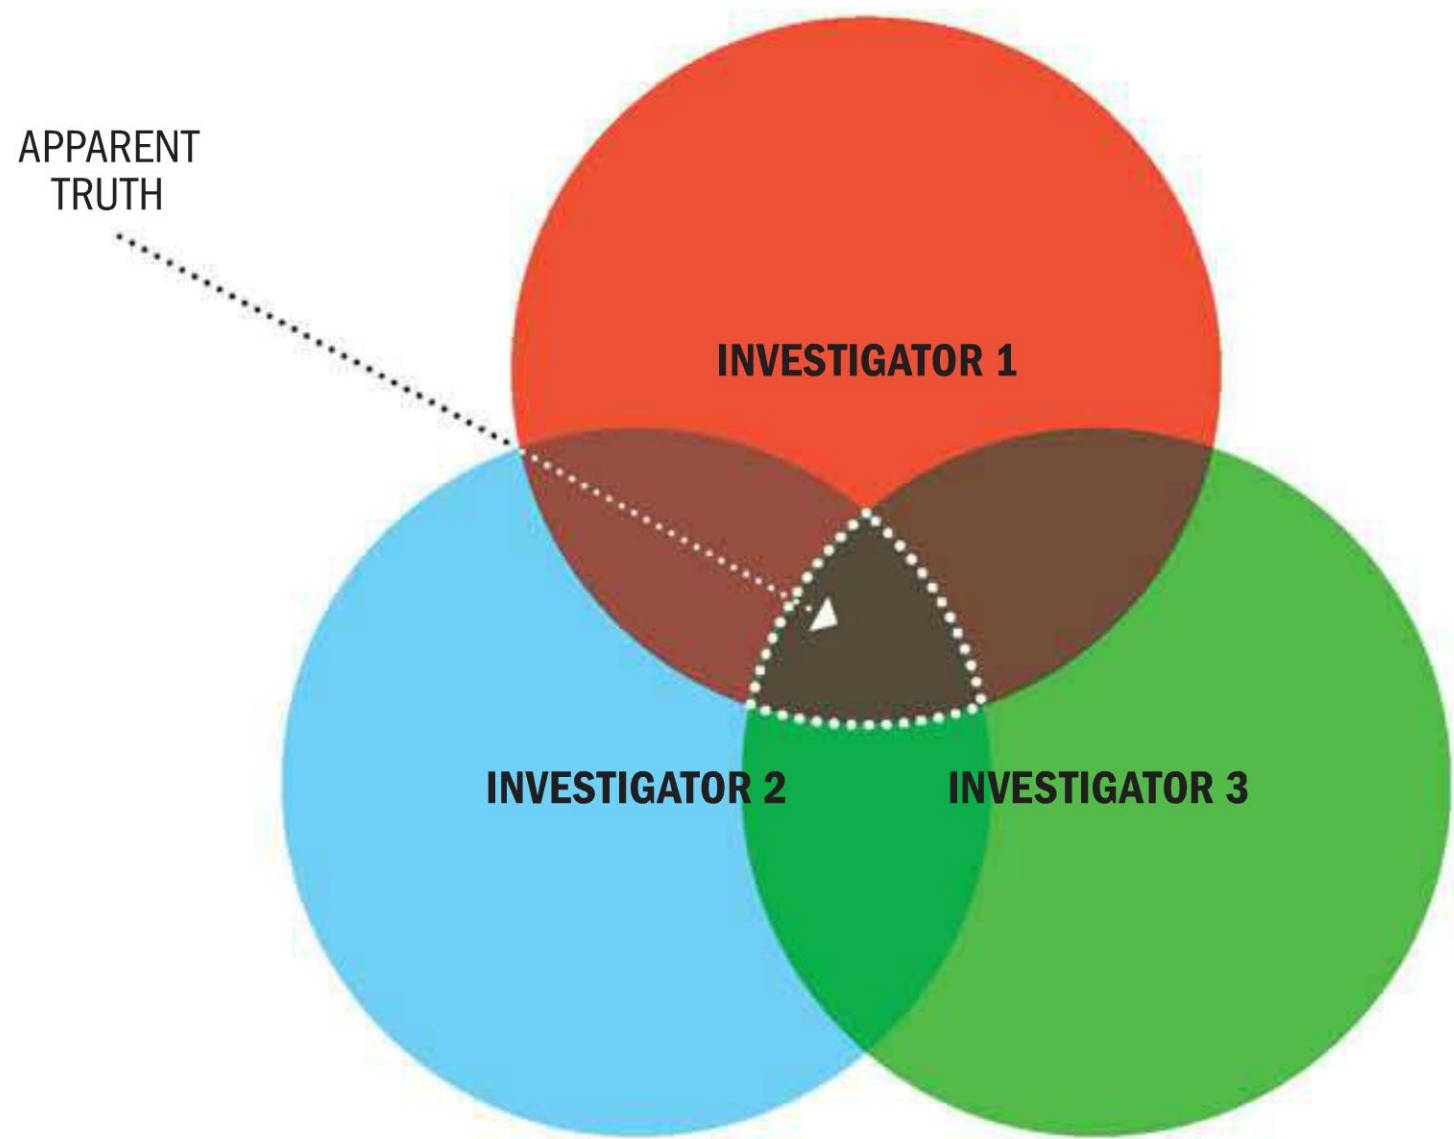 APPARENT
TRUTH
INVESTIGATOR 1
INVESTIGATOR 2
INVESTIGATOR 3